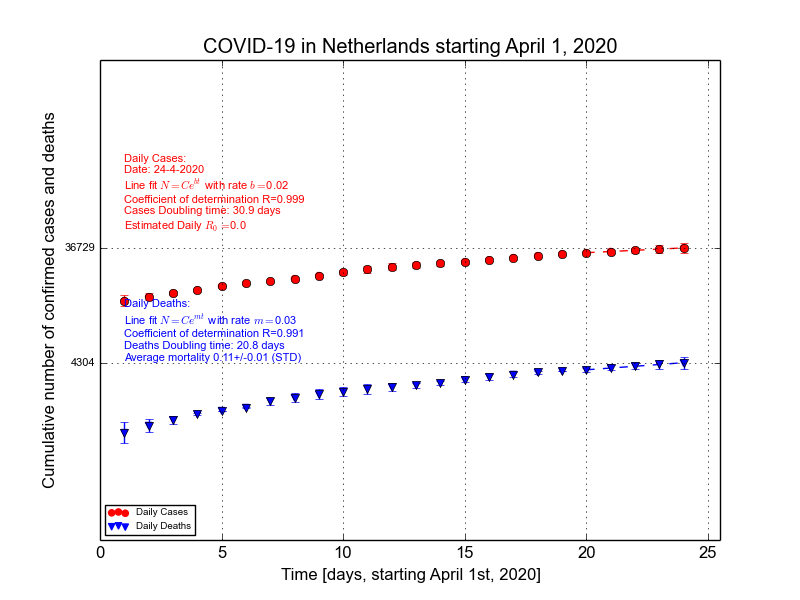 COVID-19 in Netherlands starting April 1, 2020
Cumulative number of confirmed cases and deaths
Daily Cases:
Date: 24-4-2020
Line fit N = Ce^{bt} with rate b =0.02
Coefficient of determination R=0.999
Cases Doubling time: 30.9 days
Estimated Daily R_0 =0.0
36729
Daily Deaths:
Line fit N = Ce^{mt} with rate m =0.03
Coefficient of determination R=0.991
Deaths Doubling time: 20.8 days
Average mortality 0.11+/-0.01 (STD)
4304
Daily Cases
Daily Deaths
0 5 10 15 20 25
Time [days, starting April 1st, 2020]